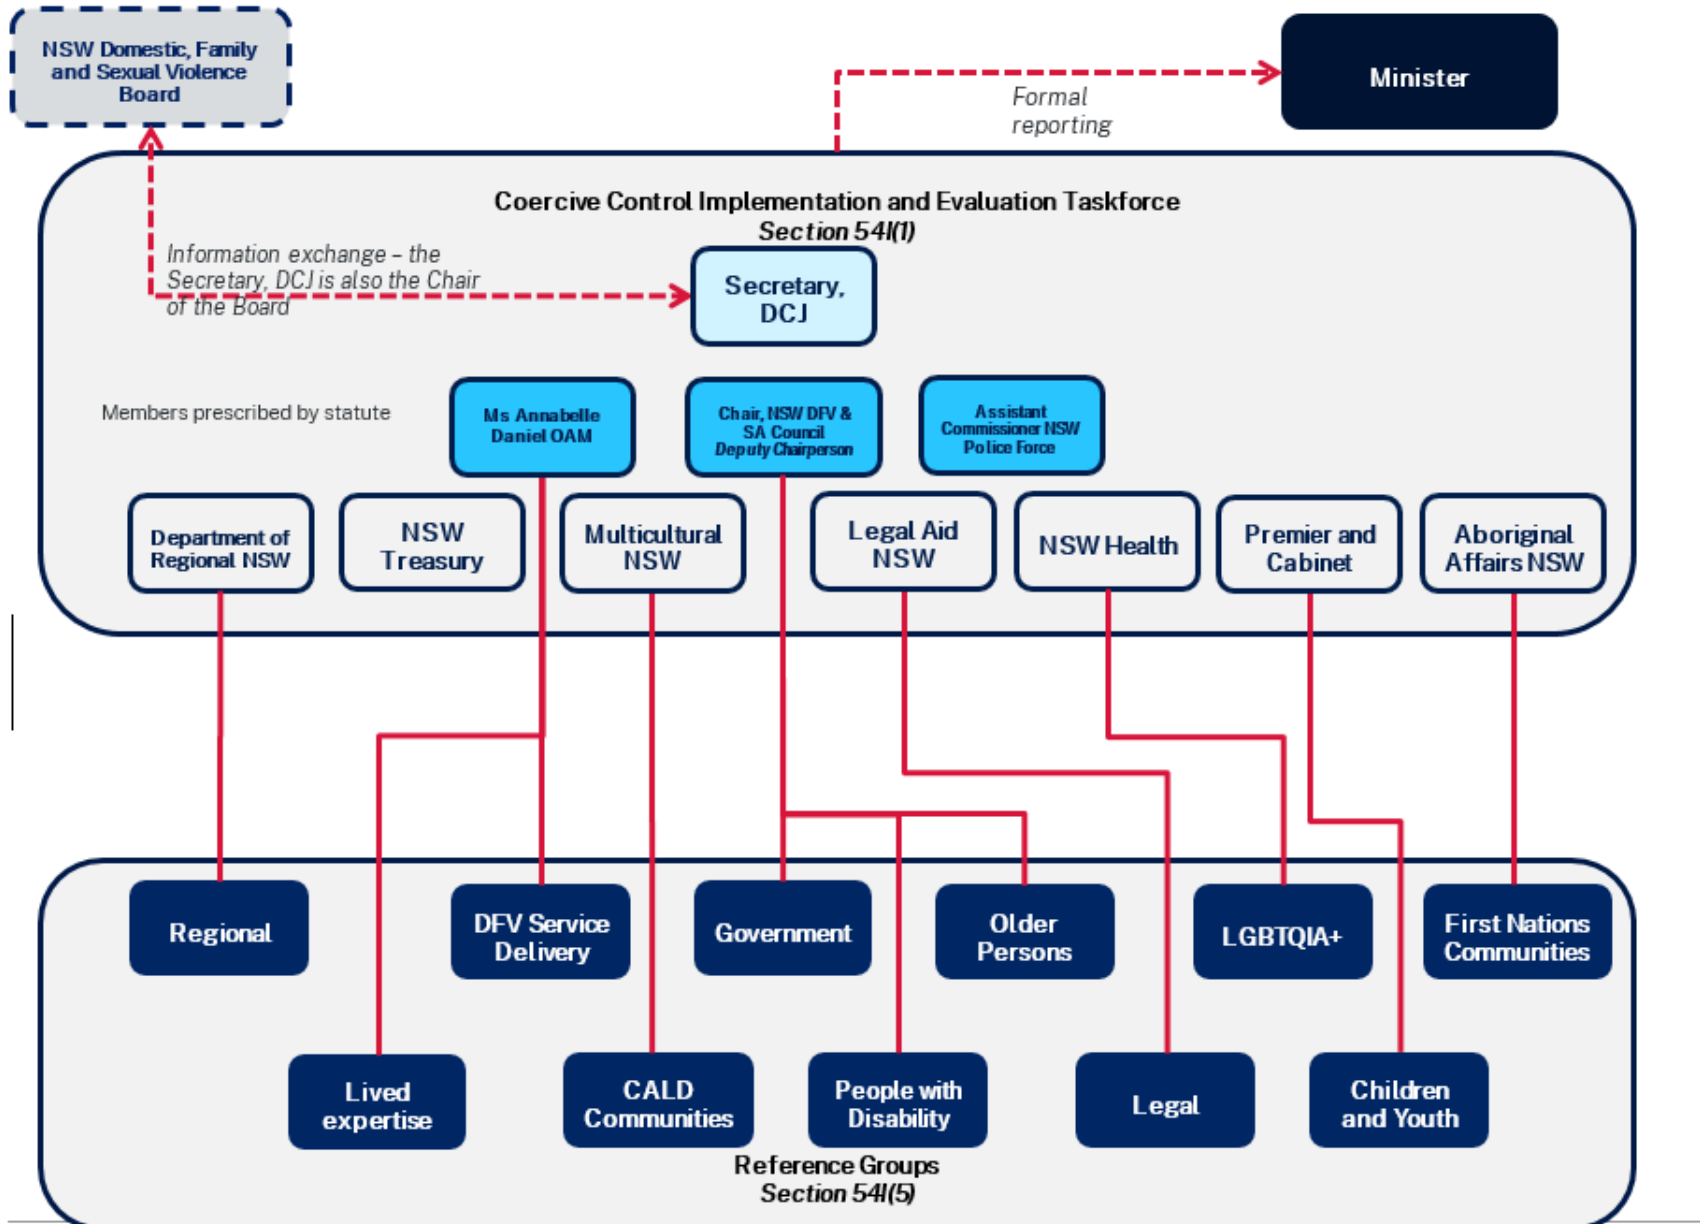 NSW Domestic, Family
and Sexual Violence
Board
Minister
Formal
reporting
Coercive Control Implementation and Evaluation Taskforce
Section 54I(1)
Information exchange – the
Secretary, DCJ is also the Chair
of the Board
Secretary,
DCJ
Members prescribed by statute
Ms Annabelle
Daniel OAM
Chair, NSW DFV &
SA Council
Deputy Chairperson
Assistant
Commissioner NSW
Police Force
Department of
Regional NSW
NSW
Treasury
Multicultural
NSW
Legal Aid
NSW
NSW Health
Premier and
Cabinet
Aboriginal
Affairs NSW
Regional
DFV Service
Delivery
Government
Older
Persons
LGBTQIA+
First Nations
Communities
Lived
expertise
CALD
Communities
People with
Disability
Legal
Children
and Youth
Reference Groups
Section 54I(5)